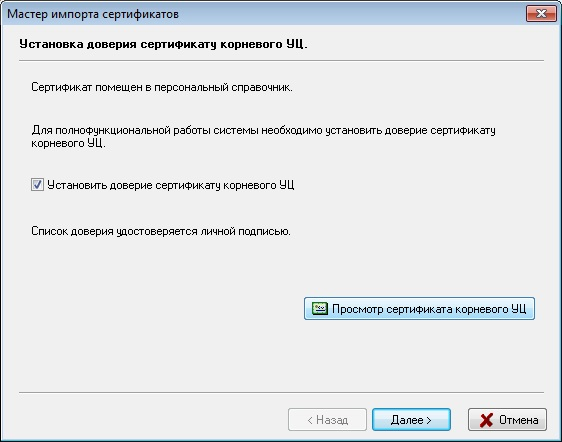 Мастер импорта сертификатов
Установка доверия сертификату корневого УЦ.
Сертификат помещен в персональный справочник.
Для полнофункциональной работы системы необходимо установить доверие сертификату
корневого УЦ.
Установить доверие сертификату корневого УЦ
Список доверия удостоверяется личной подписью.
Просмотр сертификата корневого УЦ
< Назад
Далее >
Отмена